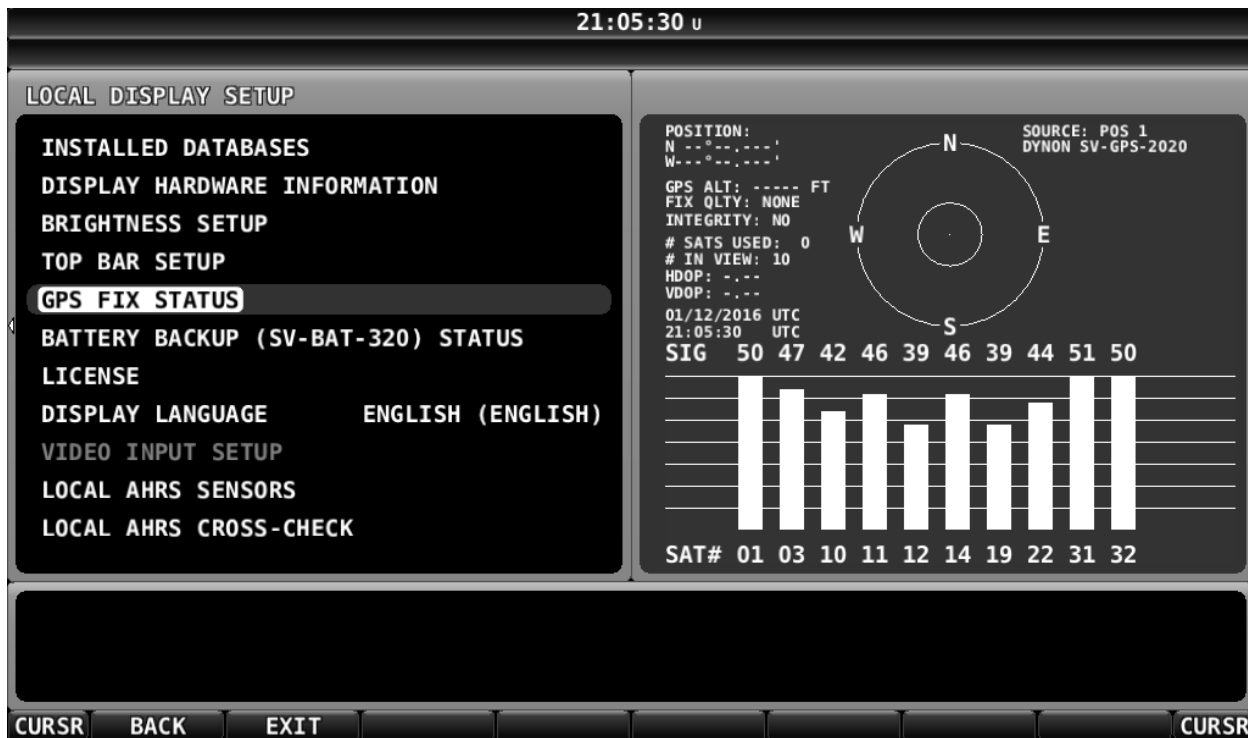 21:05:30 U
LOCAL DISPLAY SETUP
INSTALLED DATABASES
DISPLAY HARDWARE INFORMATION
BRIGHTNESS SETUP
TOP BAR SETUP
GPS FIX STATUS
BATTERY BACKUP (SV-BAT-320) STATUS
LICENSE
DISPLAY LANGUAGE ENGLISH (ENGLISH)
VIDEO INPUT SETUP
LOCAL AHRS SENSORS
LOCAL AHRS CROSS-CHECK
POSITION:
N --°--.---'
W---°--.---'
GPS ALT: ----- FT
FIX QLTY: NONE
INTEGRITY: NO
# SATS USED: 0
# IN VIEW: 10
HDOP: -.--
VDOP: -.--
01/12/2016 UTC
21:05:30 UTC
N
W
E
S
SOURCE: POS 1
DYNON SV-GPS-2020
SIG 50 47 42 46 39 46 39 44 51 50
SAT# 01 03 10 11 12 14 19 22 31 32
CURSR BACK EXIT CURSR